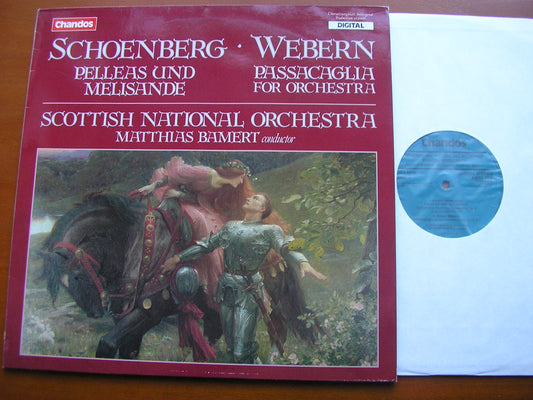 Chandos
DIGITAL
SCHOENBERG · WEBERN
PELLEAS UND MELISANDE
PASSACAGLIA FOR ORCHESTRA
SCOTTISH NATIONAL ORCHESTRA
MATTHIAS BAMERT conductor
Chandos